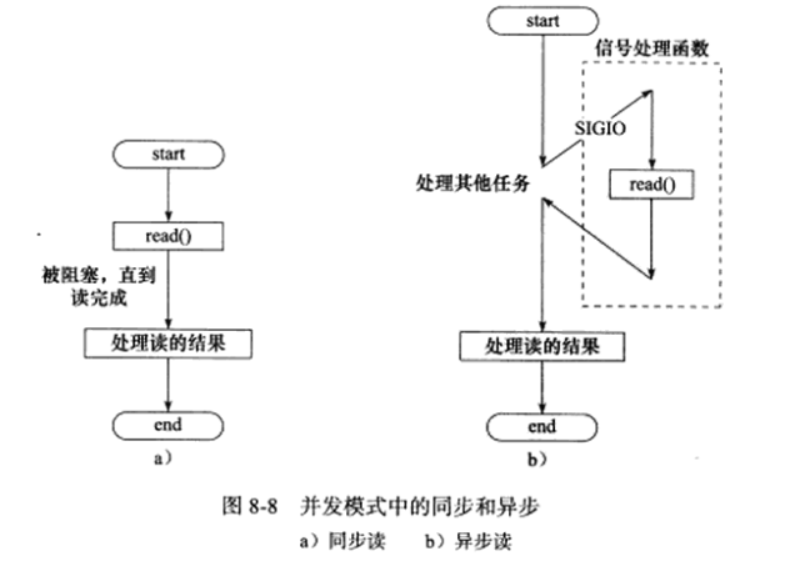 start
read()
被阻塞，直到
读完成
处理读的结果
end
a）
start
信号处理函数
SIGIO
处理其他任务
read()
处理读的结果
end
b）
图 8-8 并发模式中的同步和异步
a）同步读 b）异步读